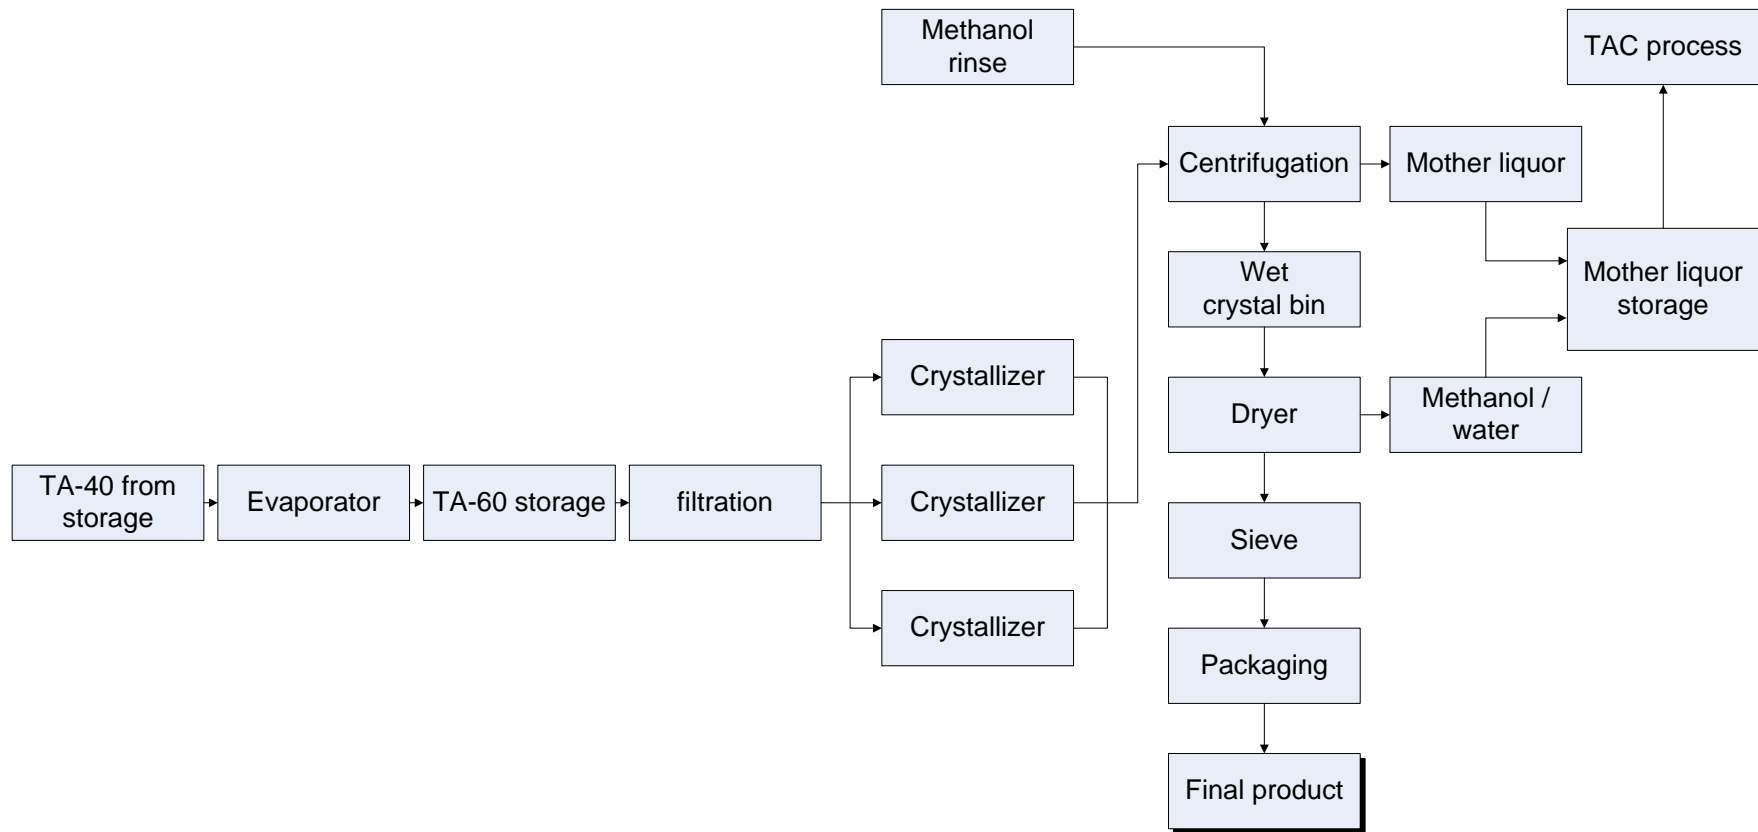 Methanol
rinse
TAC process
Centrifugation
Mother liquor
Wet
crystal bin
Mother liquor
storage
Crystallizer
Dryer
Methanol /
water
TA-40 from
storage
Evaporator
TA-60 storage
filtration
Crystallizer
Sieve
Crystallizer
Packaging
Final product